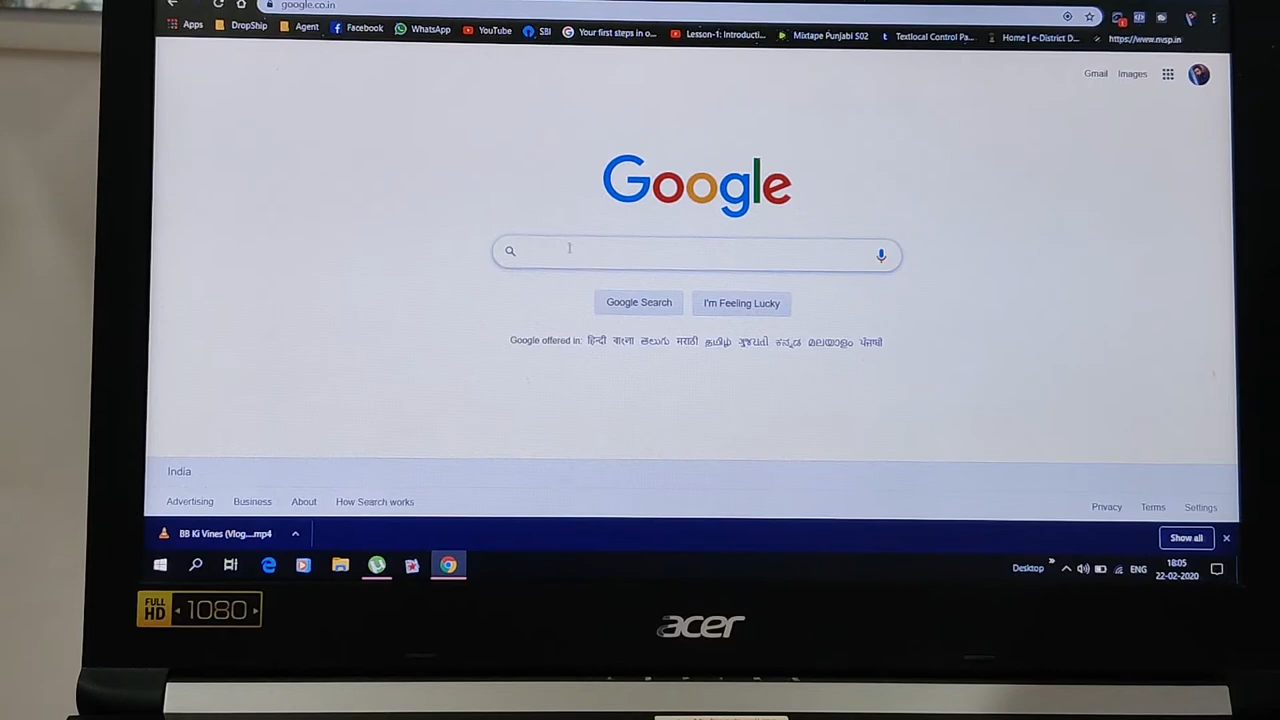 google.co.in
Apps DropShip Agent Facebook WhatsApp YouTube SBI Your first steps in o... Lesson-1: Introducti... Mixtape Punjabi S02 Textlocal Control Pa... Home | e-District D... https://www.nvsp.in
Gmail Images
Google
Google Search I'm Feeling Lucky
Google offered in: हिन्दी বাংলা తెలుగు मराठी தமிழ் ગુજરાતી ಕನ್ನಡ മലയാളം ਪੰਜਾਬੀ
India
Advertising Business About How Search works Privacy Terms Settings
BB Ki Vines (Vlog....mp4 Show all
Desktop ENG 18:05
22-02-2020
FULL HD 1080
acer